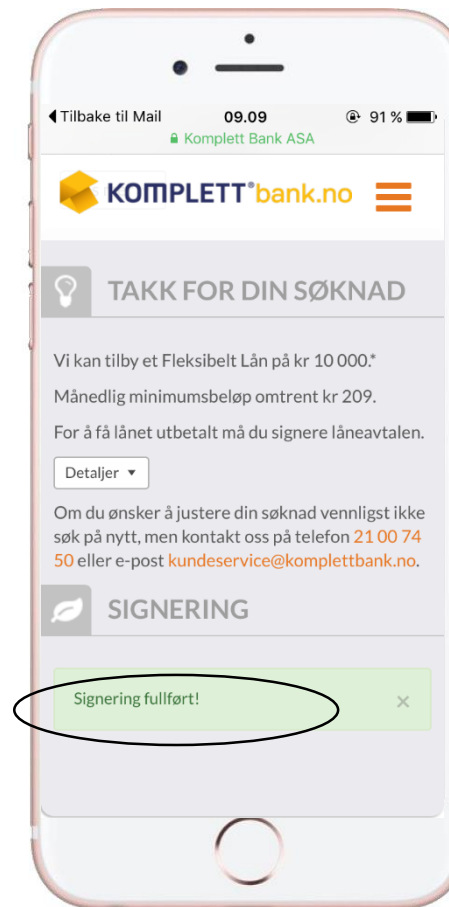 Tilbake til Mail 09.09 91 %
Komplett Bank ASA
KOMPLETT®bank.no
TAKK FOR DIN SØKNAD
Vi kan tilby et Fleksibelt Lån på kr 10 000.*
Månedlig minimumsbeløp omtrent kr 209.
For å få lånet utbetalt må du signere låneavtalen.
Detaljer
Om du ønsker å justere din søknad vennligst ikke
søk på nytt, men kontakt oss på telefon 21 00 74
50 eller e-post kundeservice@komplettbank.no.
SIGNERING
Signering fullført! ×